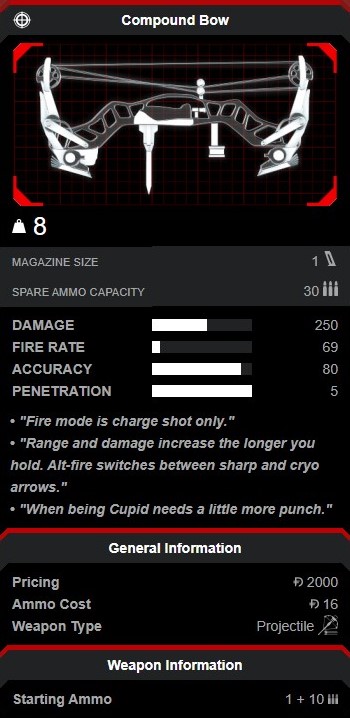 Compound Bow
8
MAGAZINE SIZE 1
SPARE AMMO CAPACITY 30
DAMAGE 250
FIRE RATE 69
ACCURACY 80
PENETRATION 5
• "Fire mode is charge shot only."
• "Range and damage increase the longer you
hold. Alt-fire switches between sharp and cryo
arrows."
• "When being Cupid needs a little more punch."
General Information
Pricing 2000
Ammo Cost 16
Weapon Type Projectile
Weapon Information
Starting Ammo 1 + 10